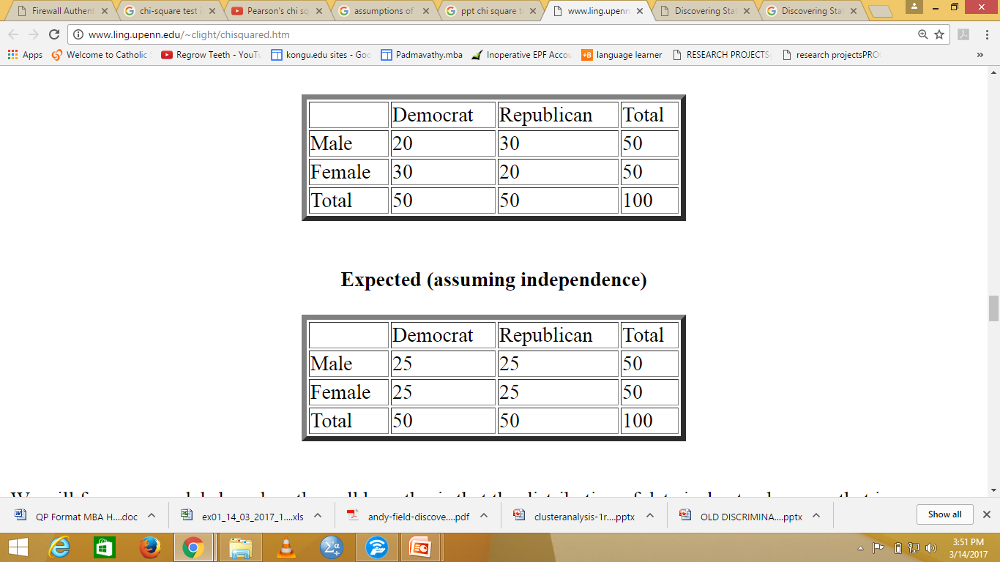 Firewall Authent chi-square test i Pearson's chi sq assumptions of ppt chi square t www.ling.upenn Discovering Stat Discovering Stat
www.ling.upenn.edu/~clight/chisquared.htm
Apps Welcome to Catholic Regrow Teeth - YouTu kongu.edu sites - Goo Padmavathy.mba Inoperative EPF Accou +B language learner RESEARCH PROJECTS research projectsPRO »
Democrat Republican Total
Male 20 30 50
Female 30 20 50
Total 50 50 100
Expected (assuming independence)
Democrat Republican Total
Male 25 25 50
Female 25 25 50
Total 50 50 100
QP Format MBA H....doc ex01_14_03_2017_1....xls andy-field-discove....pdf clusteranalysis-1r....pptx OLD DISCRIMINA....pptx Show all
3:51 PM
3/14/2017